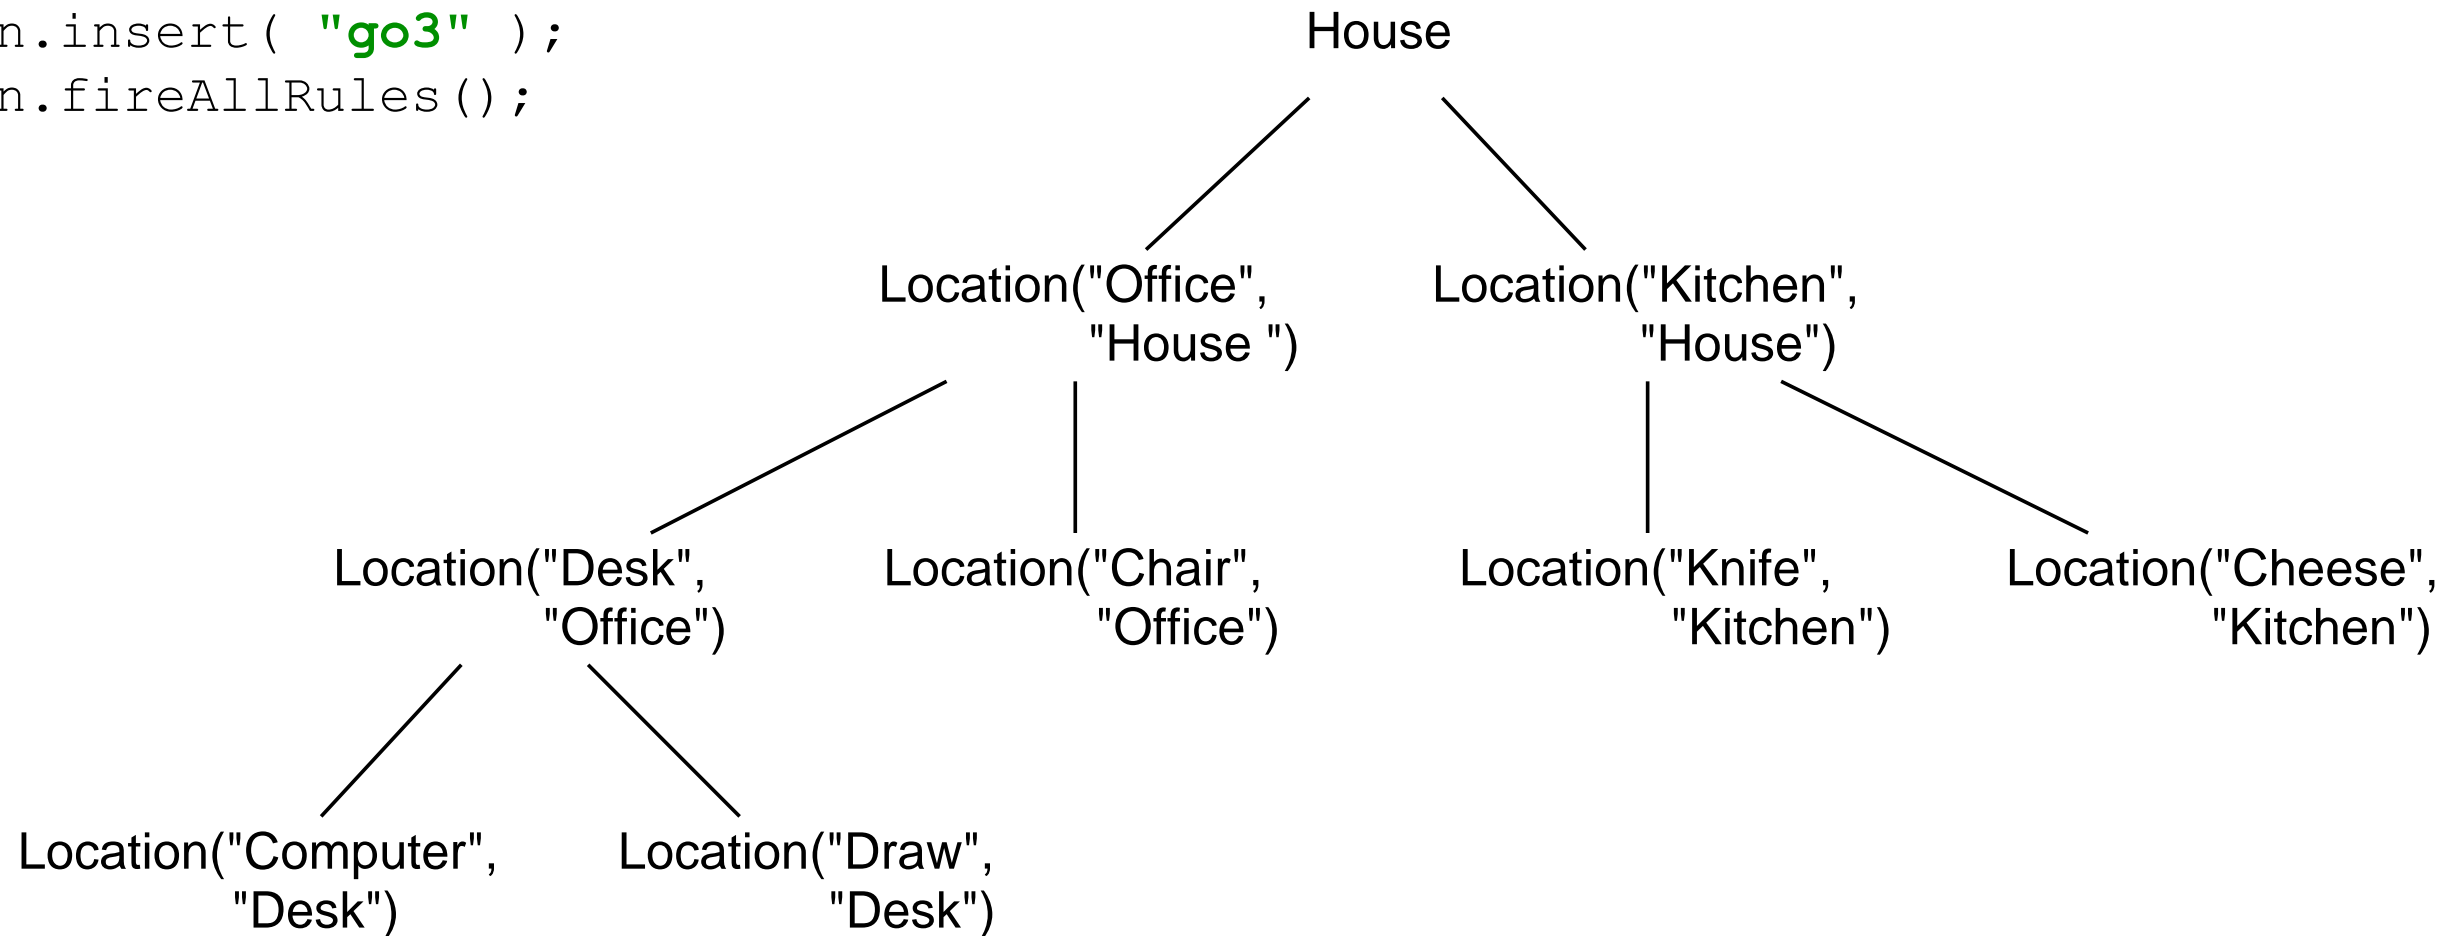 n.insert( "go3" );
n.fireAllRules();
House
Location("Office",
"House ")
Location("Kitchen",
"House")
Location("Desk",
"Office")
Location("Chair",
"Office")
Location("Knife",
"Kitchen")
Location("Cheese",
"Kitchen")
Location("Computer",
"Desk")
Location("Draw",
"Desk")